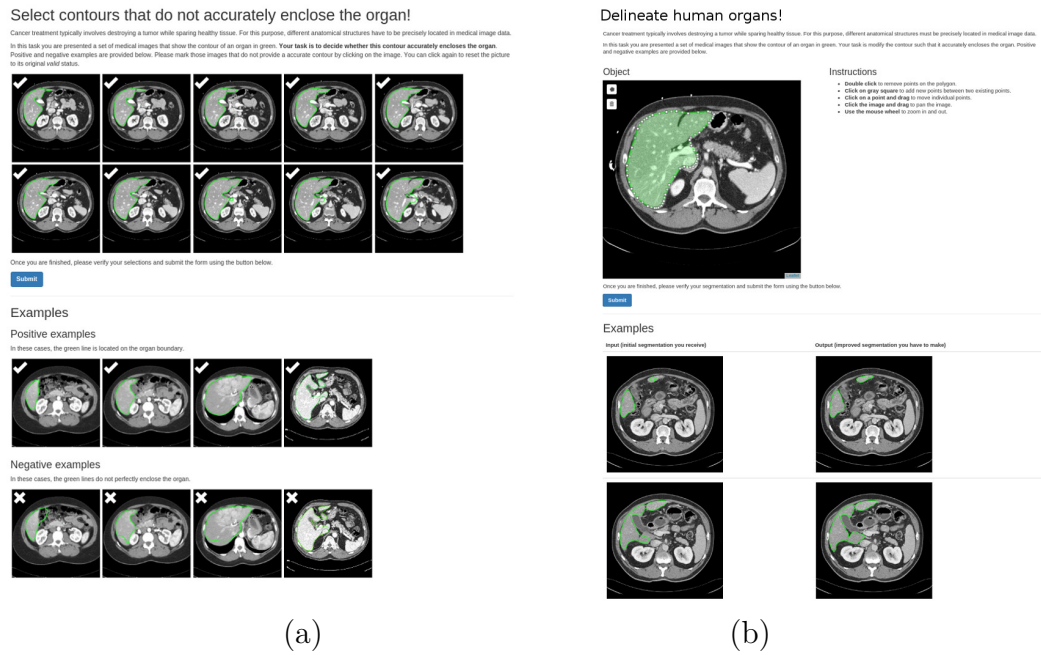 Select contours that do not accurately enclose the organ!
Cancer treatment typically involves destroying a tumor while sparing healthy tissue. For this purpose, different anatomical structures have to be precisely located in medical image data.
In this task you are presented a set of medical images that show the contour of an organ in green. Your task is to decide whether this contour accurately encloses the organ.
Positive and negative examples are provided below. Please mark those images that do not provide a accurate contour by clicking on the image. You can click again to reset the picture
to its original valid status.
Once you are finished, please verify your selections and submit the form using the button below.
Submit
Examples
Positive examples
In these cases, the green line is located on the organ boundary.
Negative examples
In these cases, the green lines do not perfectly enclose the organ.
(a)
Delineate human organs!
Cancer treatment typically involves destroying a tumor while sparing healthy tissue. For this purpose, different anatomical structures must be precisely located in medical image data.
In this task you are presented a set of medical images that show the contour of an organ in green. Your task is modify the contour such that it accurately encloses the organ. Positive
and negative examples are provided below.
Object
Instructions
Double click to remove points on the polygon.
Click on gray square to add new points between two existing points.
Click on a point and drag to move individual points.
Click the image and drag to pan the image.
Use the mouse wheel to zoom in and out.
Once you are finished, please verify your segmentation and submit the form using the button below.
Submit
Examples
Input (initial segmentation you receive)
Output (improved segmentation you have to make)
(b)